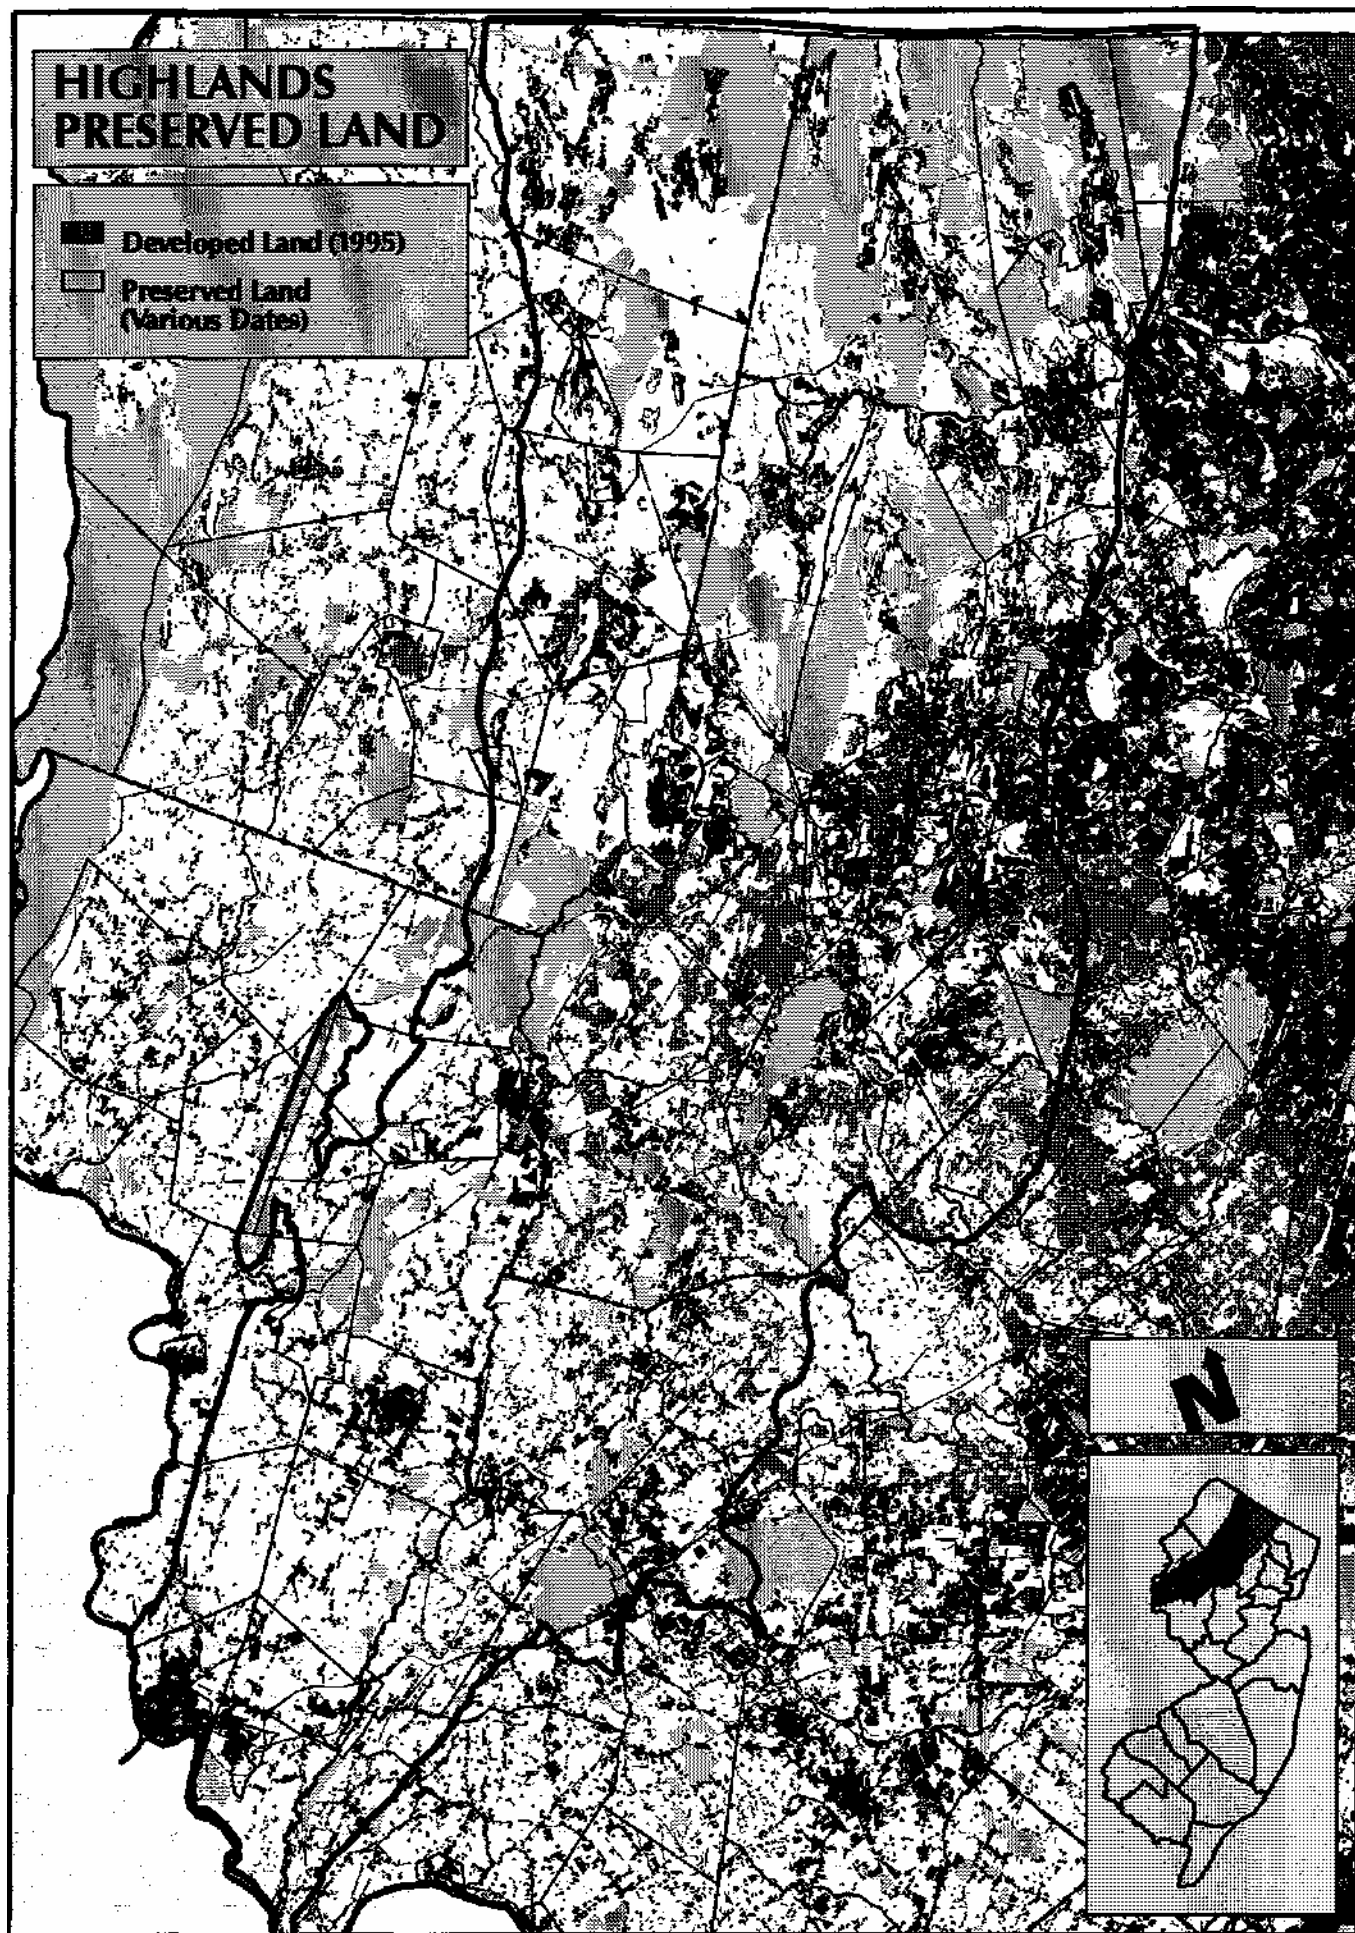 HIGHLANDS
PRESERVED LAND
Developed Land (1995)
Preserved Land
(Various Dates)
N